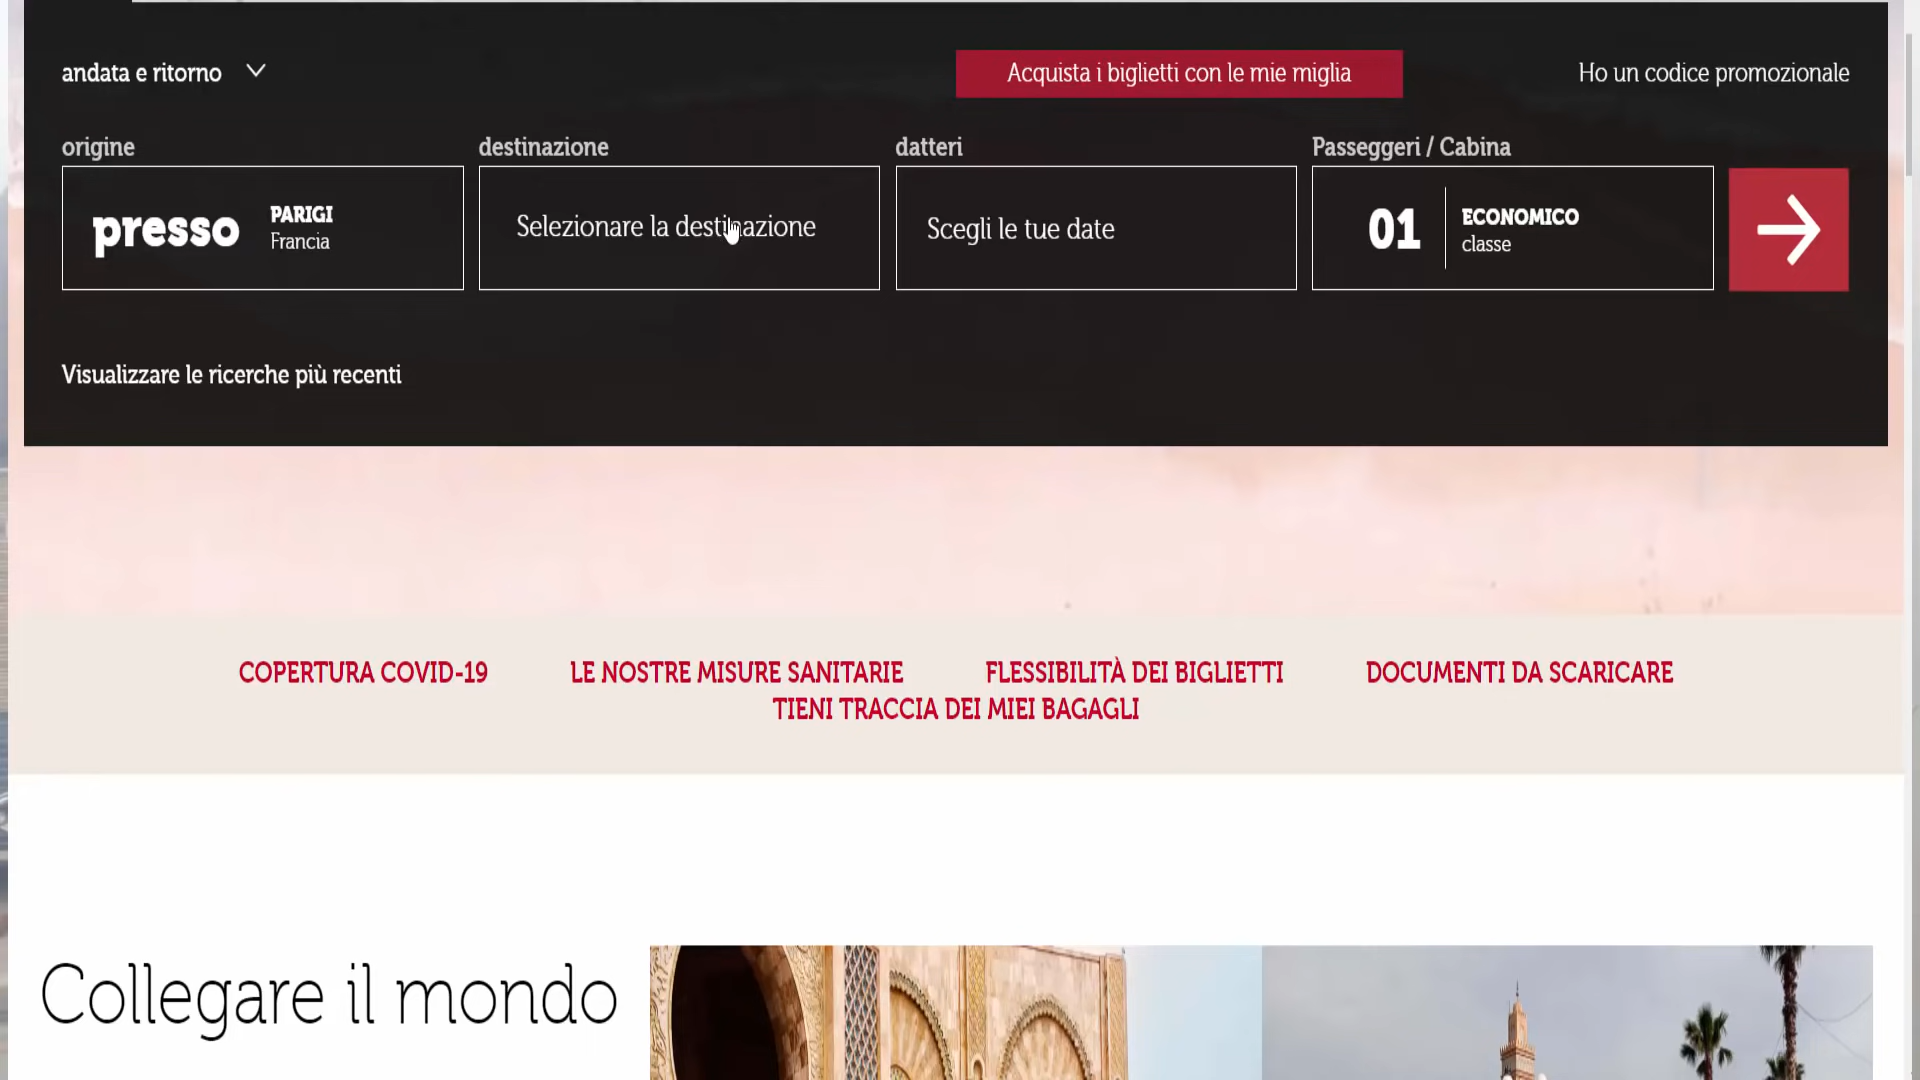 andata e ritorno
Acquista i biglietti con le mie miglia
Ho un codice promozionale
origine
destinazione
datteri
Passeggeri / Cabina
presso
PARIGI
Francia
Selezionare la destinazione
Scegli le tue date
01
ECONOMICO
classe
Visualizzare le ricerche più recenti
COPERTURA COVID-19
LE NOSTRE MISURE SANITARIE
FLESSIBILITÀ DEI BIGLIETTI
DOCUMENTI DA SCARICARE
TIENI TRACCIA DEI MIEI BAGAGLI
Collegare il mondo